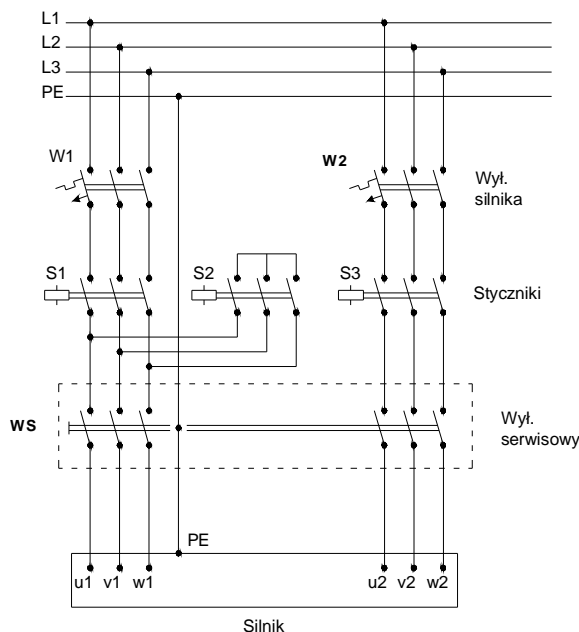 L1
L2
L3
PE
W1
W2
Wył.
silnika
S1
S2
S3
Styczniki
WS
Wył.
serwisowy
PE
u1 v1 w1 u2 v2 w2
Silnik